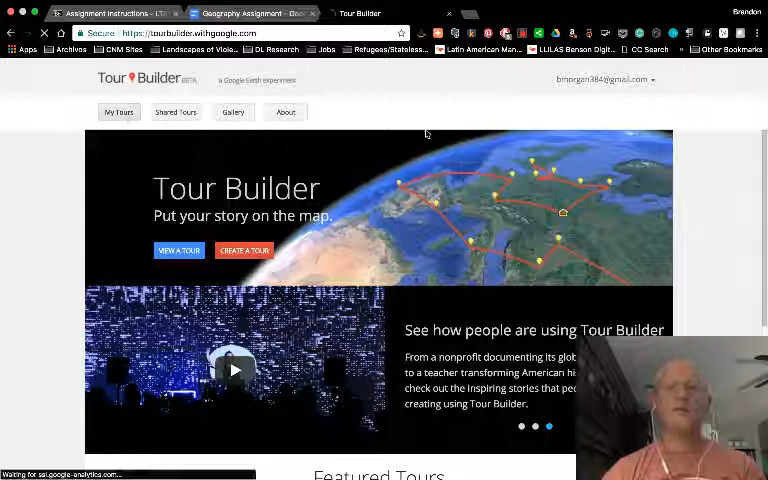 Assignment Instructions – LTA
Geography Assignment - Goo
Tour Builder
Brandon
Secure
https://tourbuilder.withgoogle.com
Apps
Archivos
CNM Sites
Landscapes of Viole...
DL Research
Jobs
Refugees/Stateless...
Latin American Man...
LLILAS Benson Digit...
CC Search
»
Other Bookmarks
Tour Builder BETA
a Google Earth experiment
bmorgan384@gmail.com
My Tours
Shared Tours
Gallery
About
Tour Builder
Put your story on the map.
VIEW A TOUR
CREATE A TOUR
See how people are using Tour Builder
From a nonprofit documenting its glob
to a teacher transforming American his
check out the inspiring stories that peo
creating using Tour Builder.
Waiting for ssl.google-analytics.com...
Featured Tours